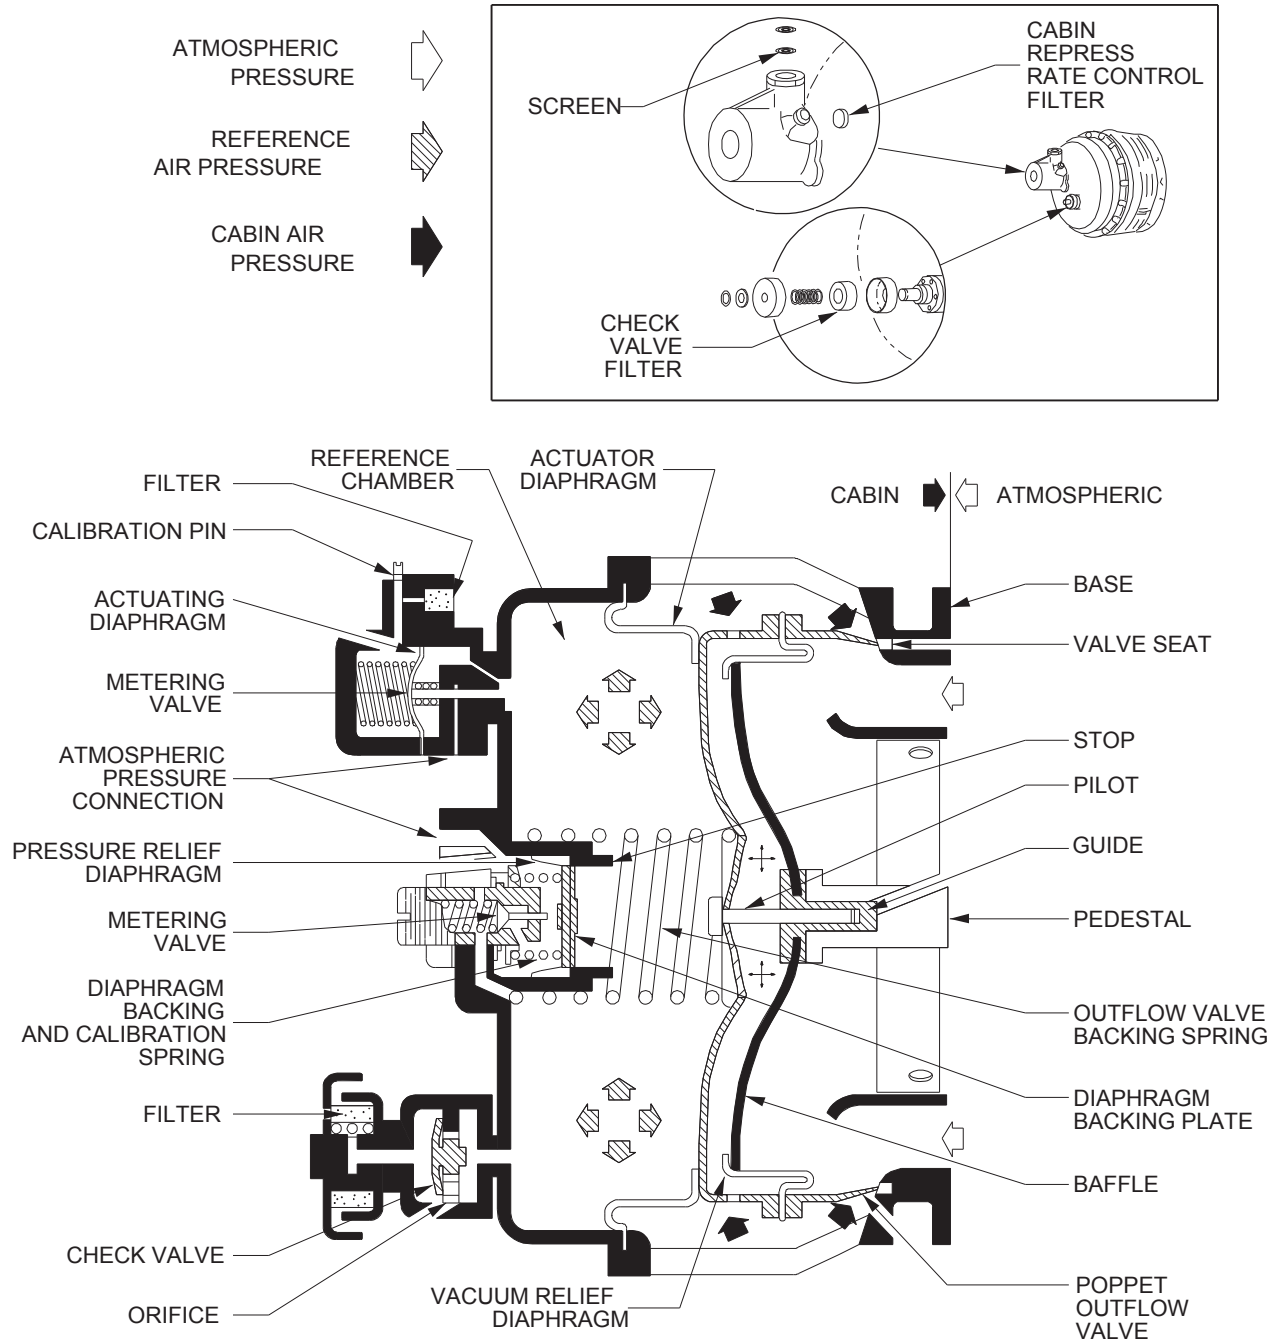 ATMOSPHERIC
PRESSURE
REFERENCE
AIR PRESSURE
CABIN AIR
PRESSURE
SCREEN
CABIN
REPRESS
RATE CONTROL
FILTER
CHECK
VALVE
FILTER
REFERENCE
CHAMBER
ACTUATOR
DIAPHRAGM
CABIN
ATMOSPHERIC
FILTER
CALIBRATION PIN
ACTUATING
DIAPHRAGM
METERING
VALVE
ATMOSPHERIC
PRESSURE
CONNECTION
PRESSURE RELIEF
DIAPHRAGM
METERING
VALVE
DIAPHRAGM
BACKING
AND CALIBRATION
SPRING
FILTER
CHECK VALVE
ORIFICE
VACUUM RELIEF
DIAPHRAGM
BASE
VALVE SEAT
STOP
PILOT
GUIDE
PEDESTAL
OUTFLOW VALVE
BACKING SPRING
DIAPHRAGM
BACKING PLATE
BAFFLE
POPPET
OUTFLOW
VALVE